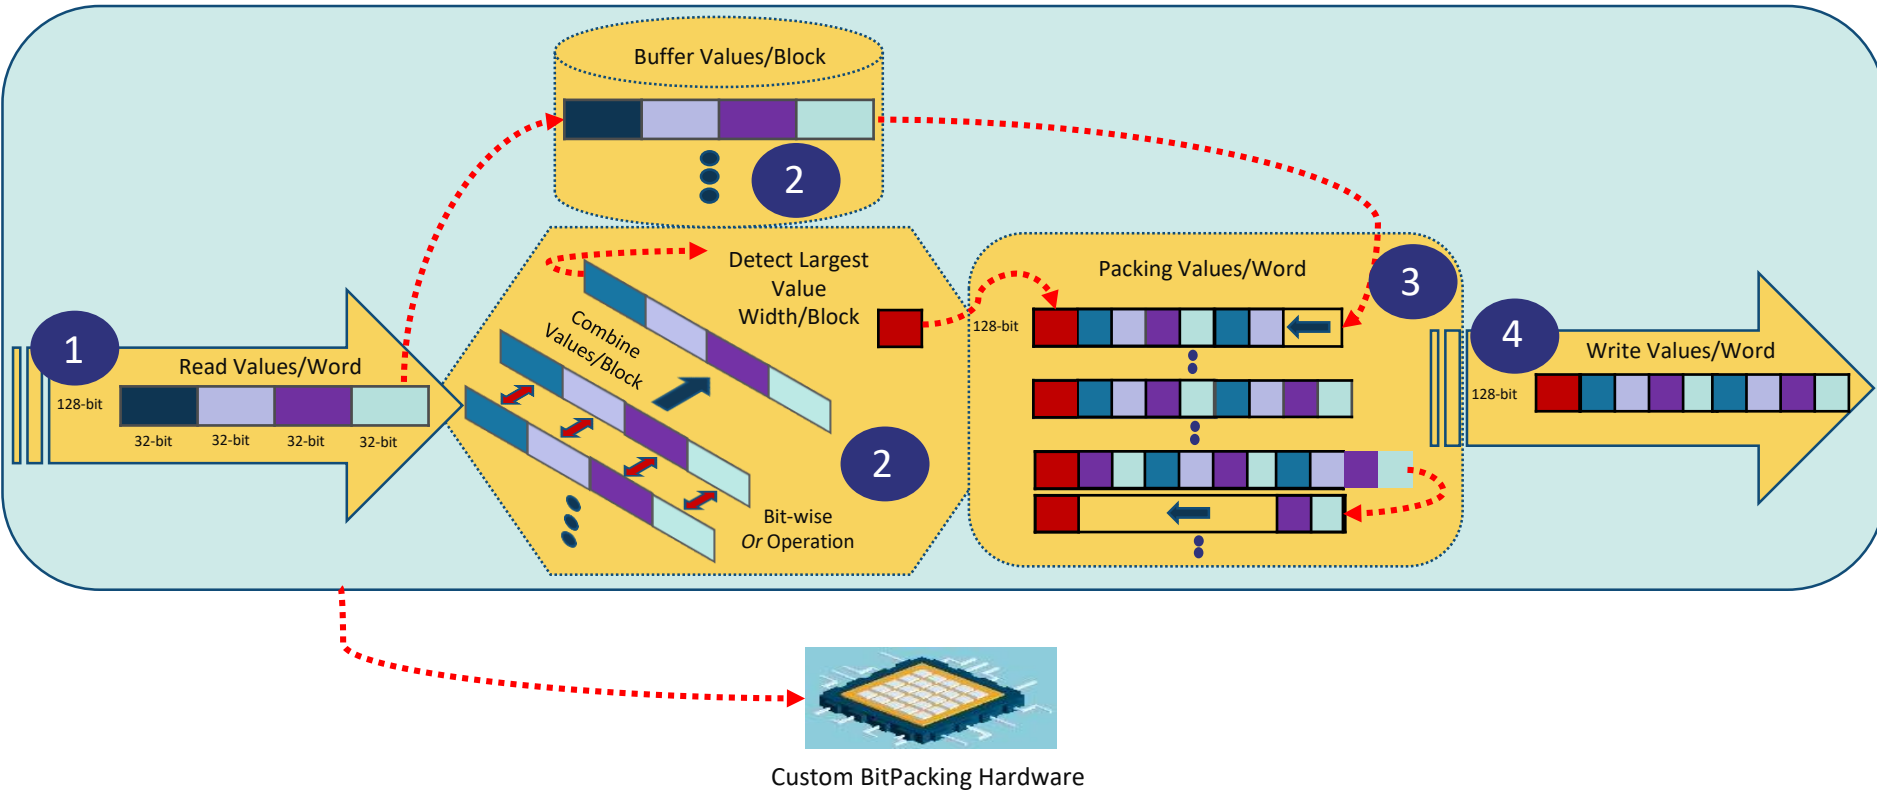 Buffer Values/Block
2
1
Read Values/Word
128-bit
32-bit 32-bit 32-bit 32-bit
Combine
Values/Block
Detect Largest
Value
Width/Block
2
Bit-wise
Or Operation
Packing Values/Word
3
128-bit
4
Write Values/Word
128-bit
Custom BitPacking Hardware